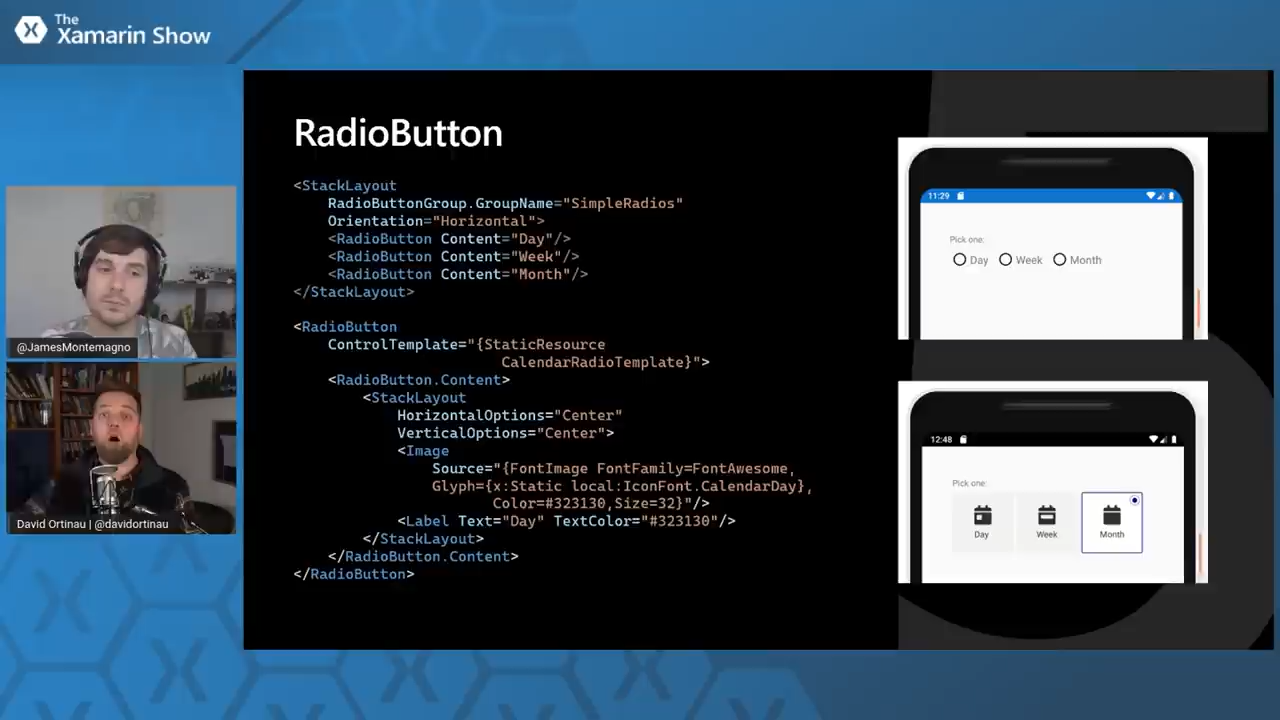 The
Xamarin Show
RadioButton
<StackLayout
RadioButtonGroup.GroupName="SimpleRadios"
Orientation="Horizontal">
<RadioButton Content="Day"/>
<RadioButton Content="Week"/>
<RadioButton Content="Month"/>
</StackLayout>
<RadioButton
ControlTemplate="{StaticResource
CalendarRadioTemplate}">
<RadioButton.Content>
<StackLayout
HorizontalOptions="Center"
VerticalOptions="Center">
<Image
Source="{FontImage FontFamily=FontAwesome,
Glyph={x:Static local:IconFont.CalendarDay},
Color=#323130,Size=32}"/>
<Label Text="Day" TextColor="#323130"/>
</StackLayout>
</RadioButton.Content>
</RadioButton>
11:29
Pick one:
Day Week Month
12:48
Pick one:
Day Week Month
@JamesMontemagno
David Ortinau | @davidortinau